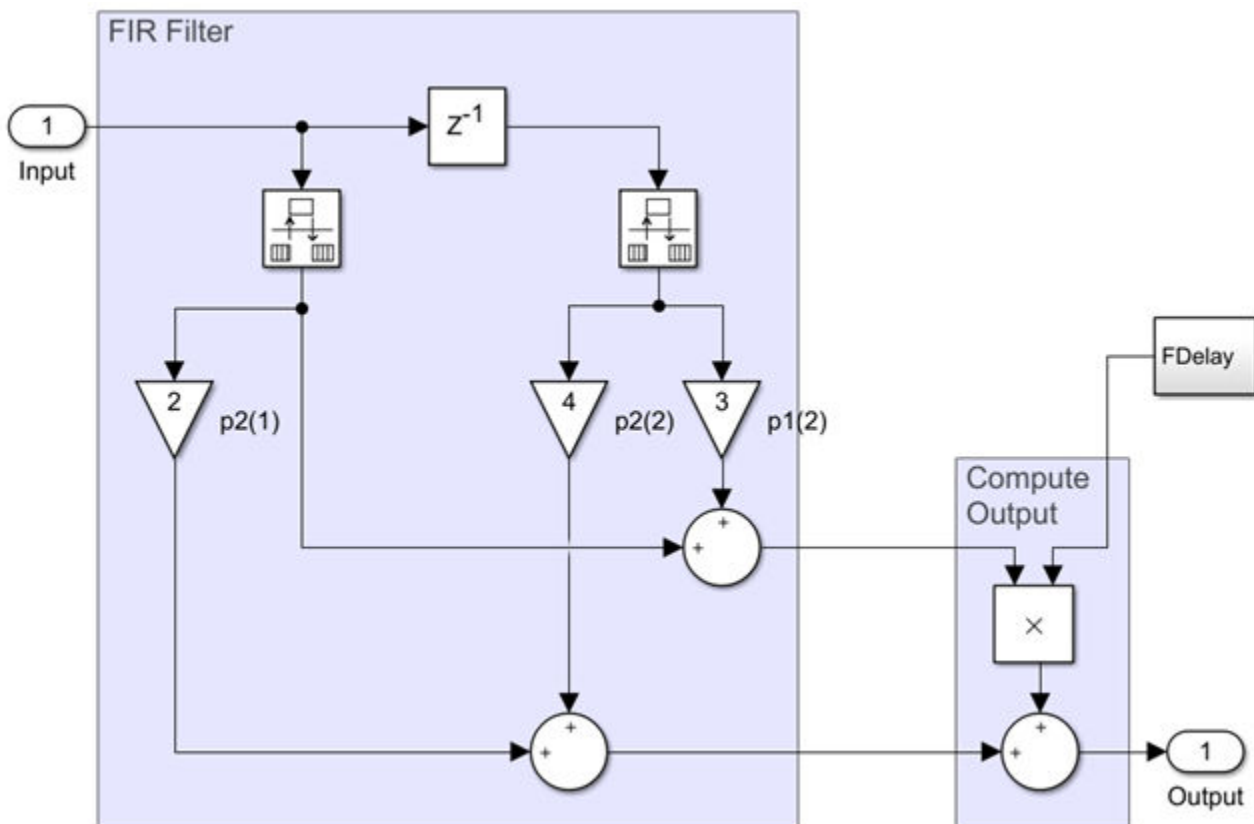 FIR Filter
1
Input
Z-1
2
p2(1)
4
p2(2)
3
p1(2)
FDelay
Compute
Output
+
+
×
+
+
+
+
1
Output